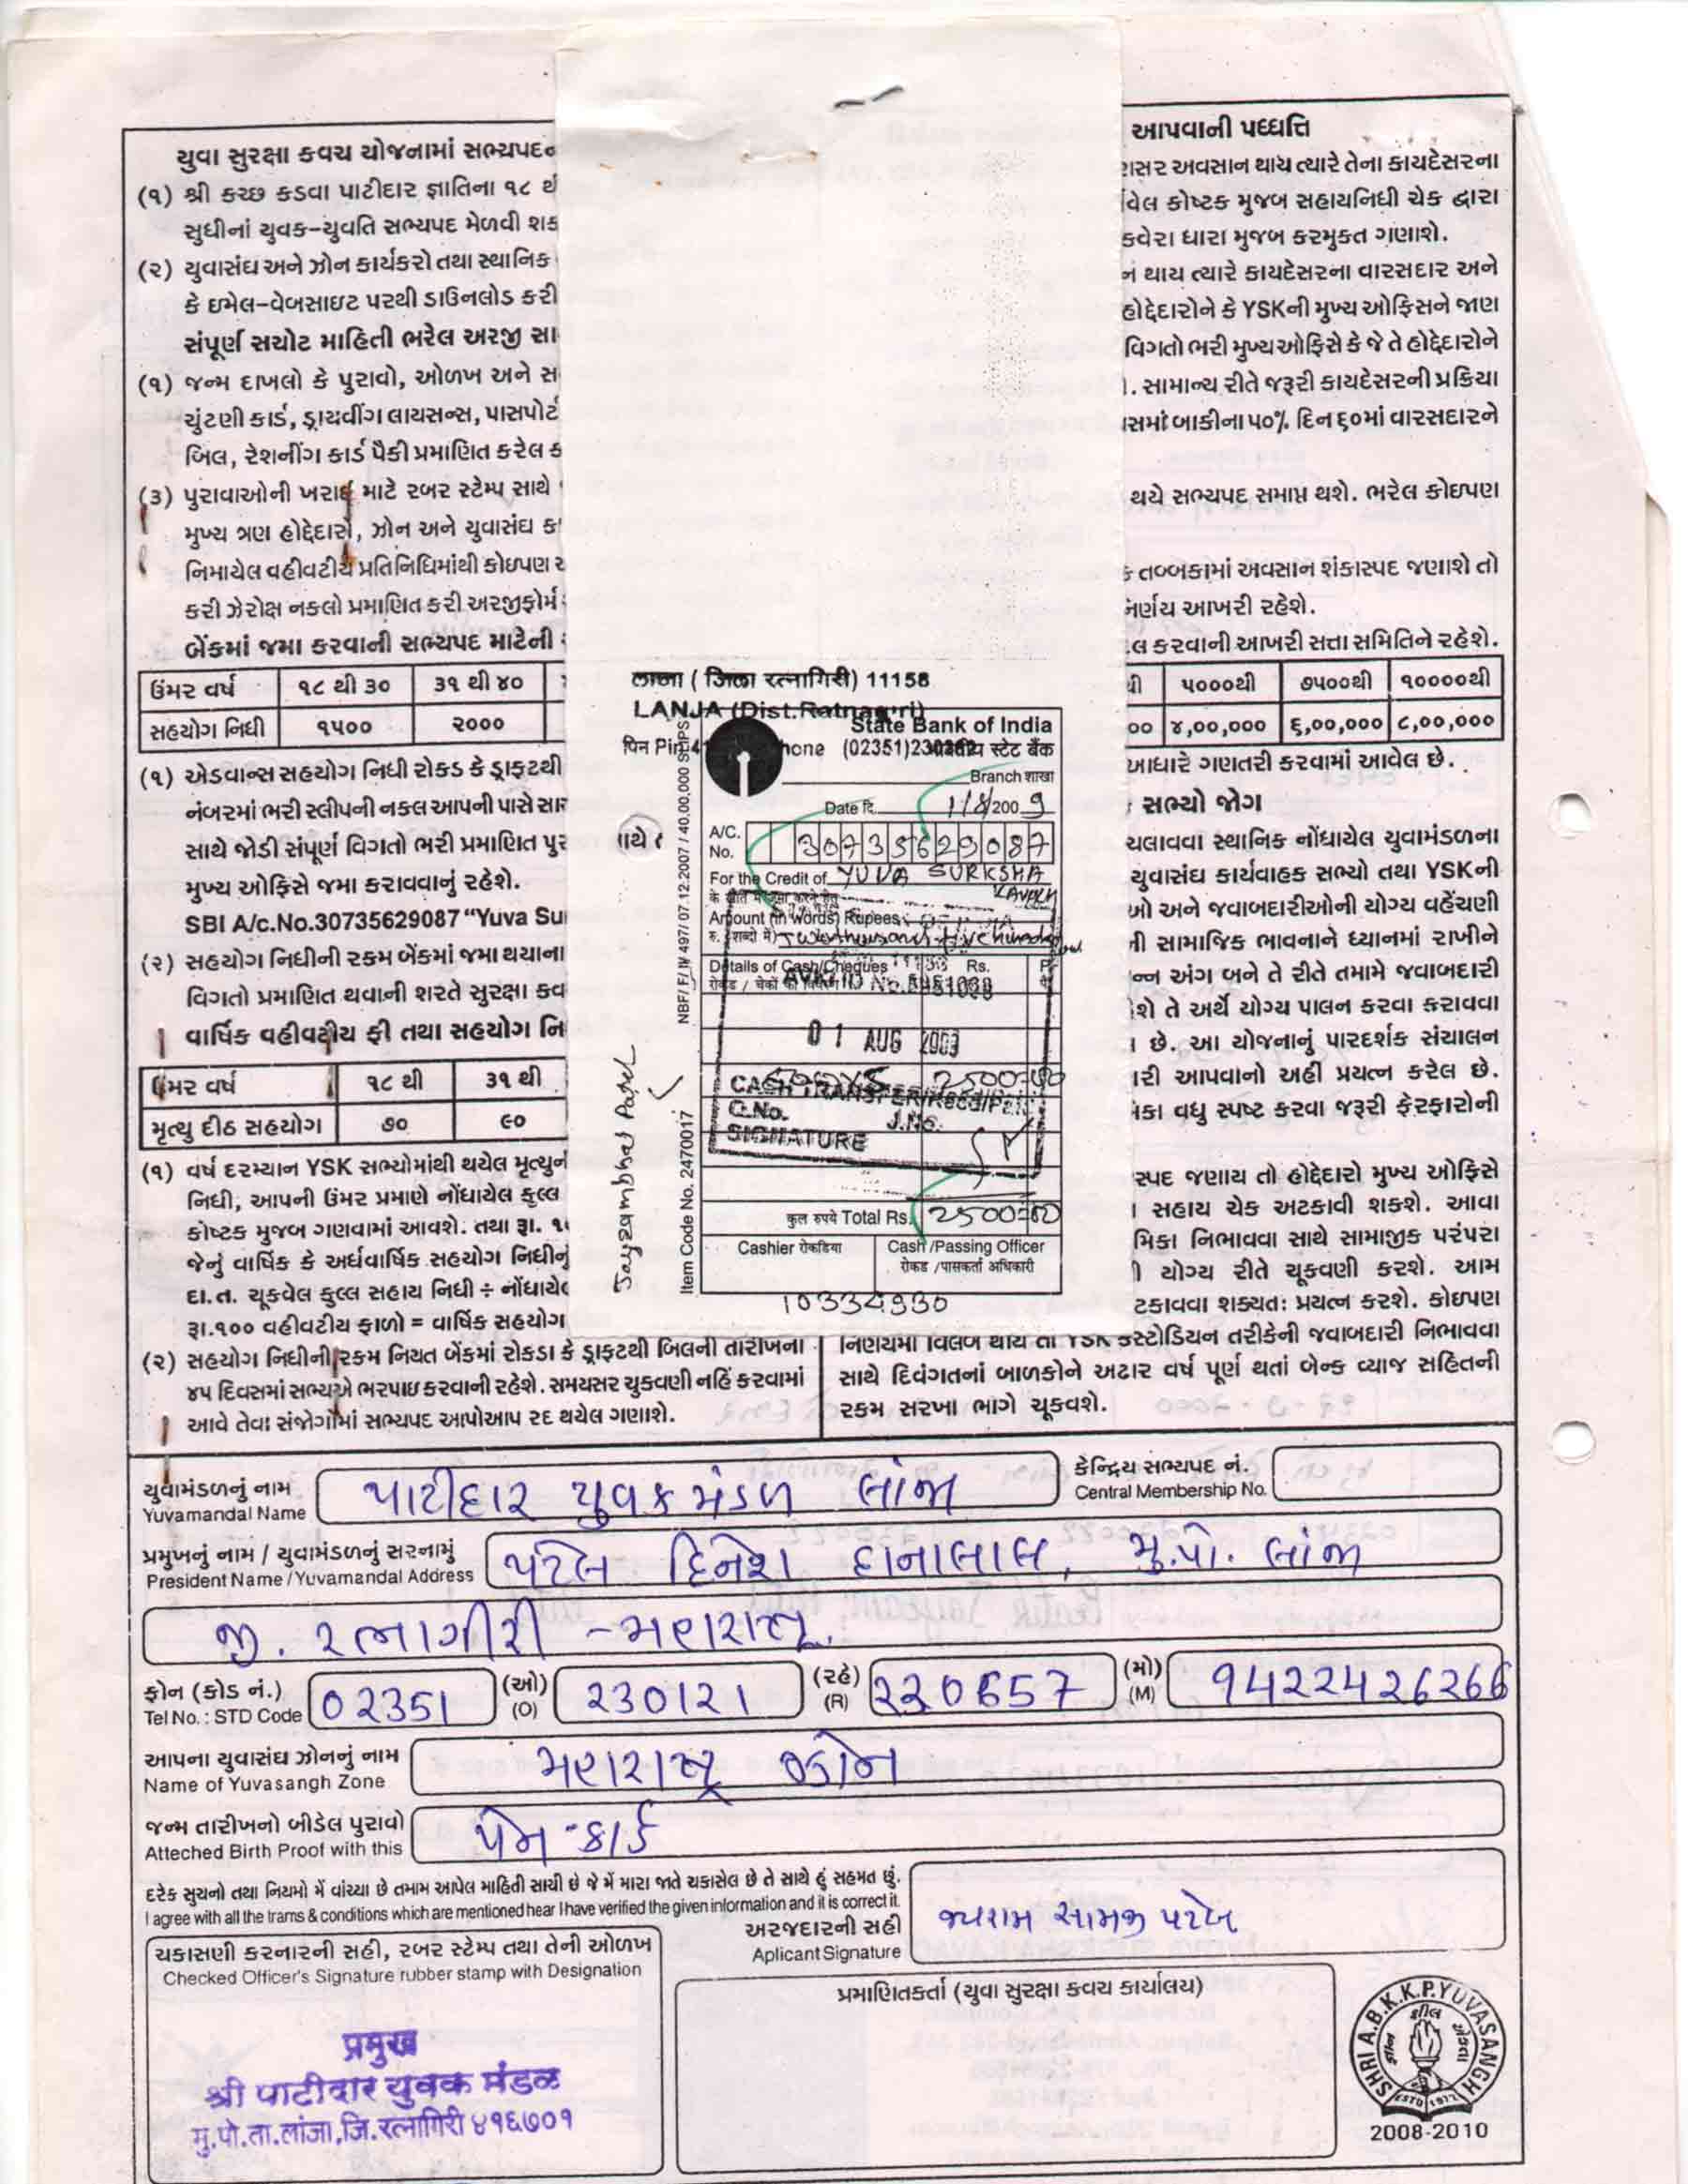 યુવા સુરક્ષા કવચ યોજનામાં સભ્યપદન
(૧) શ્રી કચ્છ કડવા પાટીદાર જ્ઞાતિના ૧૮ થ
સુધીનાં યુવક-યુવતિ સભ્યપદ મેળવી શક
(૨) યુવાસંઘ અને ઝોન કાર્યકરો તથા સ્થાનિક
કે ઇમેલ-વેબસાઇટ પરથી ડાઉનલોડ કરી
સંપૂર્ણ સચોટ માહિતી ભરેલ અરજી સા
(૧) જન્મ દાખલો કે પુરાવો, ઓળખ અને સ
ચુંટણી કાર્ડ, ડ્રાયવીંગ લાયસન્સ, પાસપોર્ટ
બિલ, રેશનીંગ કાર્ડ પૈકી પ્રમાણિત કરેલ ક
(૩) પુરાવાઓની ખરાઈ માટે રબર સ્ટેમ્પ સાથે
મુખ્ય ત્રણ હોદ્દેદારો, ઝોન અને યુવાસંઘ કા
નિમાયેલ વહીવટીય પ્રતિનિધિમાંથી કોઇપણ
કરી ઝેરોક્ષ નકલો પ્રમાણિત કરી અરજીફોર્મ
બેંકમાં જમા કરવાની સભ્યપદ માટેની
ઉંમર વર્ષ ૧૮ થી ૩૦ ૩૧ થી ૪૦
સહયોગ નિધી ૧૫૦૦ ૨૦૦૦
(૧) એડવાન્સ સહયોગ નિધી રોકડ કે ડ્રાફટથી
નંબરમાં ભરી સ્લીપની નકલ આપની પાસે સાર
સાથે જોડી સંપૂર્ણ વિગતો ભરી પ્રમાણિત પુર
મુખ્ય ઓફિસે જમા કરાવવાનું રહેશે.
SBI A/c.No.30735629087 “Yuva Su
(૨) સહયોગ નિધીની રકમ બેંકમાં જમા થયાના
વિગતો પ્રમાણિત થવાની શરતે સુરક્ષા કવ
વાર્ષિક વહીવટીય ફી તથા સહયોગ નિ
ઉંમર વર્ષ ૧૮ થી ૩૧ થી
મૃત્યુ દીઠ સહયોગ ૭૦ ૯૦
(૧) વર્ષ દરમ્યાન YSK સભ્યોમાંથી થયેલ મૃત્યુન
નિધી, આપની ઉંમર પ્રમાણે નોંધાયેલ કુલ્લ
કોષ્ટક મુજબ ગણવામાં આવશે. તથા રૂા.
જેનું વાર્ષિક કે અર્ધવાર્ષિક સહયોગ નિધીનું
દા.ત. ચૂકવેલ કુલ્લ સહાય નિધી ÷ નોંધાયેલ
રૂા.૧૦૦ વહીવટીય ફાળો = વાર્ષિક સહયોગ
(૨) સહયોગ નિધીની રકમ નિયત બેંકમાં રોકડા કે ડ્રાફટથી બિલની તારીખના
૪૫ દિવસમાં સભ્યએ ભરપાઇ કરવાની રહેશે. સમયસર ચુકવણી નહિં કરવામાં
આવે તેવા સંજોગોમાં સભ્યપદ આપોઆપ રદ થયેલ ગણાશે.
लांजा ( जिला रत्नागिरी) 11158
LANJA (Dist.Ratnagiri)
State Bank of India
पिन Pin (02351)230262 भारतीय स्टेट बैंक
Branch शाखा
Date दि. 1/8/2009
A/C. No. 30735629087
For the Credit of YUVA SURKSHA
KAVACH
Amount (in words) Rupees
रु. (शब्दो में) Twothousand fivehundred
Details of Cash/Cheques Rs.
01 AUG 2009
500x5 2500=00
CASH TRANSFER/Recd/
J.No.
SIGNATURE
कुल रुपये Total Rs. 2500=00
Cashier रोकडिया Cash/Passing Officer
रोकड /पासकर्ता अधिकारी
10334930
NBF/ F/ IV 497/ 07.12.2007 / 40,00,000 SLIPS
Item Code No. 2470017
Jayrambhai Patel
આપવાની પધ્ધત્તિ
ાસર અવસાન થાય ત્યારે તેના કાયદેસરના
વેલ કોષ્ટક મુજબ સહાયનિધી ચેક દ્વારા
કવેરા ધારા મુજબ કરમુકત ગણાશે.
ન થાય ત્યારે કાયદેસરના વારસદાર અને
હોદ્દેદારોને કે YSKની મુખ્ય ઓફિસને જાણ
વિગતો ભરી મુખ્ય ઓફિસે કે જે તે હોદ્દેદારોને
. સામાન્ય રીતે જરૂરી કાયદેસરની પ્રક્રિયા
સમાં બાકીના ૫૦% દિન ૬૦માં વારસદારને
થયે સભ્યપદ સમાપ્ત થશે. ભરેલ કોઇપણ
ક તબ્બકામાં અવસાન શંકાસ્પદ જણાશે તો
નિર્ણય આખરી રહેશે.
લ કરવાની આખરી સત્તા સમિતિને રહેશે.
થી ૫૦૦૦થી ૭૫૦૦થી ૧૦૦૦૦થી
૦૦ ૪,૦૦,૦૦૦ ૬,૦૦,૦૦૦ ૮,૦૦,૦૦૦
આધારે ગણતરી કરવામાં આવેલ છે.
સભ્યો જોગ
ચલાવવા સ્થાનિક નોંધાયેલ યુવામંડળના
યુવાસંઘ કાર્યવાહક સભ્યો તથા YSKની
ઓ અને જવાબદારીઓની યોગ્ય વહેંચણી
ની સામાજિક ભાવનાને ધ્યાનમાં રાખીને
ન્ન અંગ બને તે રીતે તમામે જવાબદારી
શે તે અર્થે યોગ્ય પાલન કરવા કરાવવા
છે. આ યોજનાનું પારદર્શક સંચાલન
ારી આપવાનો અહીં પ્રયત્ન કરેલ છે.
કા વધુ સ્પષ્ટ કરવા જરૂરી ફેરફારોની
સ્પદ જણાય તો હોદ્દેદારો મુખ્ય ઓફિસે
સહાય ચેક અટકાવી શકશે. આવા
મિકા નિભાવવા સાથે સામાજીક પરંપરા
યોગ્ય રીતે ચૂકવણી કરશે. આમ
ટકાવવા શકયતઃ પ્રયત્ન કરશે. કોઇપણ
નિર્ણયમાં વિલંબ થાય તો YSK કસ્ટોડિયન તરીકેની જવાબદારી નિભાવવા
સાથે દિવંગતનાં બાળકોને અઢાર વર્ષ પૂર્ણ થતાં બેન્ક વ્યાજ સહિતની
રકમ સરખા ભાગે ચૂકવશે.
યુવામંડળનું નામ પાટીદાર યુવક મંડળ લાંજા કેન્દ્રિય સભ્યપદ નં.
Yuvamandal Name Central Membership No.
પ્રમુખનું નામ / યુવામંડળનું સરનામું પટેલ દિનેશ દાનાલાલ, મુ.પો. લાંજા
President Name /Yuvamandal Address
જી. રત્નાગીરી - મહારાષ્ટ્ર.
ફોન (કોડ નં.) 02351 (ઓ) 230121 (રહે) 230657 (મો) 9422426266
Tel No. : STD Code (O) (R) (M)
આપના યુવાસંઘ ઝોનનું નામ મહારાષ્ટ્ર ઝોન
Name of Yuvasangh Zone
જન્મ તારીખનો બીડેલ પુરાવો પેન - કાર્ડ
Atteched Birth Proof with this
દરેક સુચનો તથા નિયમો મેં વાંચ્યા છે તમામ આપેલ માહિતી સાચી છે જે મેં મારા જાતે ચકાસેલ છે તે સાથે હું સહમત છું.
I agree with all the trams & conditions which are mentioned hear I have verified the given information and it is correct it.
અરજદારની સહી જયરામ સામજી પટેલ
Aplicant Signature
ચકાસણી કરનારની સહી, રબર સ્ટેમ્પ તથા તેની ઓળખ
Checked Officer's Signature rubber stamp with Designation
प्रमुख
श्री पाटीदार युवक मंडळ
मु.पो.ता.लांजा,जि.रत्नागिरी ४१६७०१
પ્રમાણિતકર્તા (યુવા સુરક્ષા કવચ કાર્યાલય)
SHRI A.B.K.K.P.YUVASANGH
ESTD 1972
2008-2010